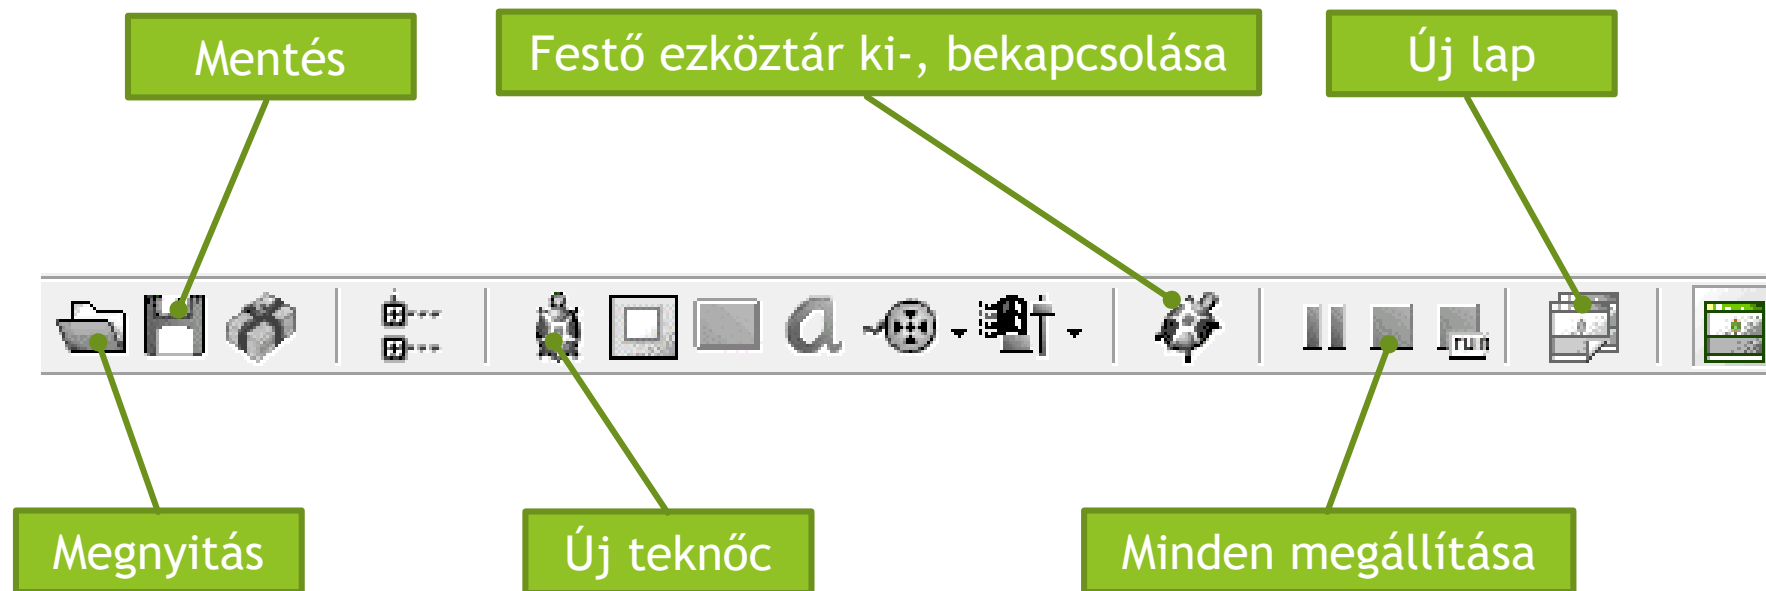 Mentés
Festő ezköztár ki-, bekapcsolása
Új lap
a
run
Megnyitás
Új teknőc
Minden megállítása